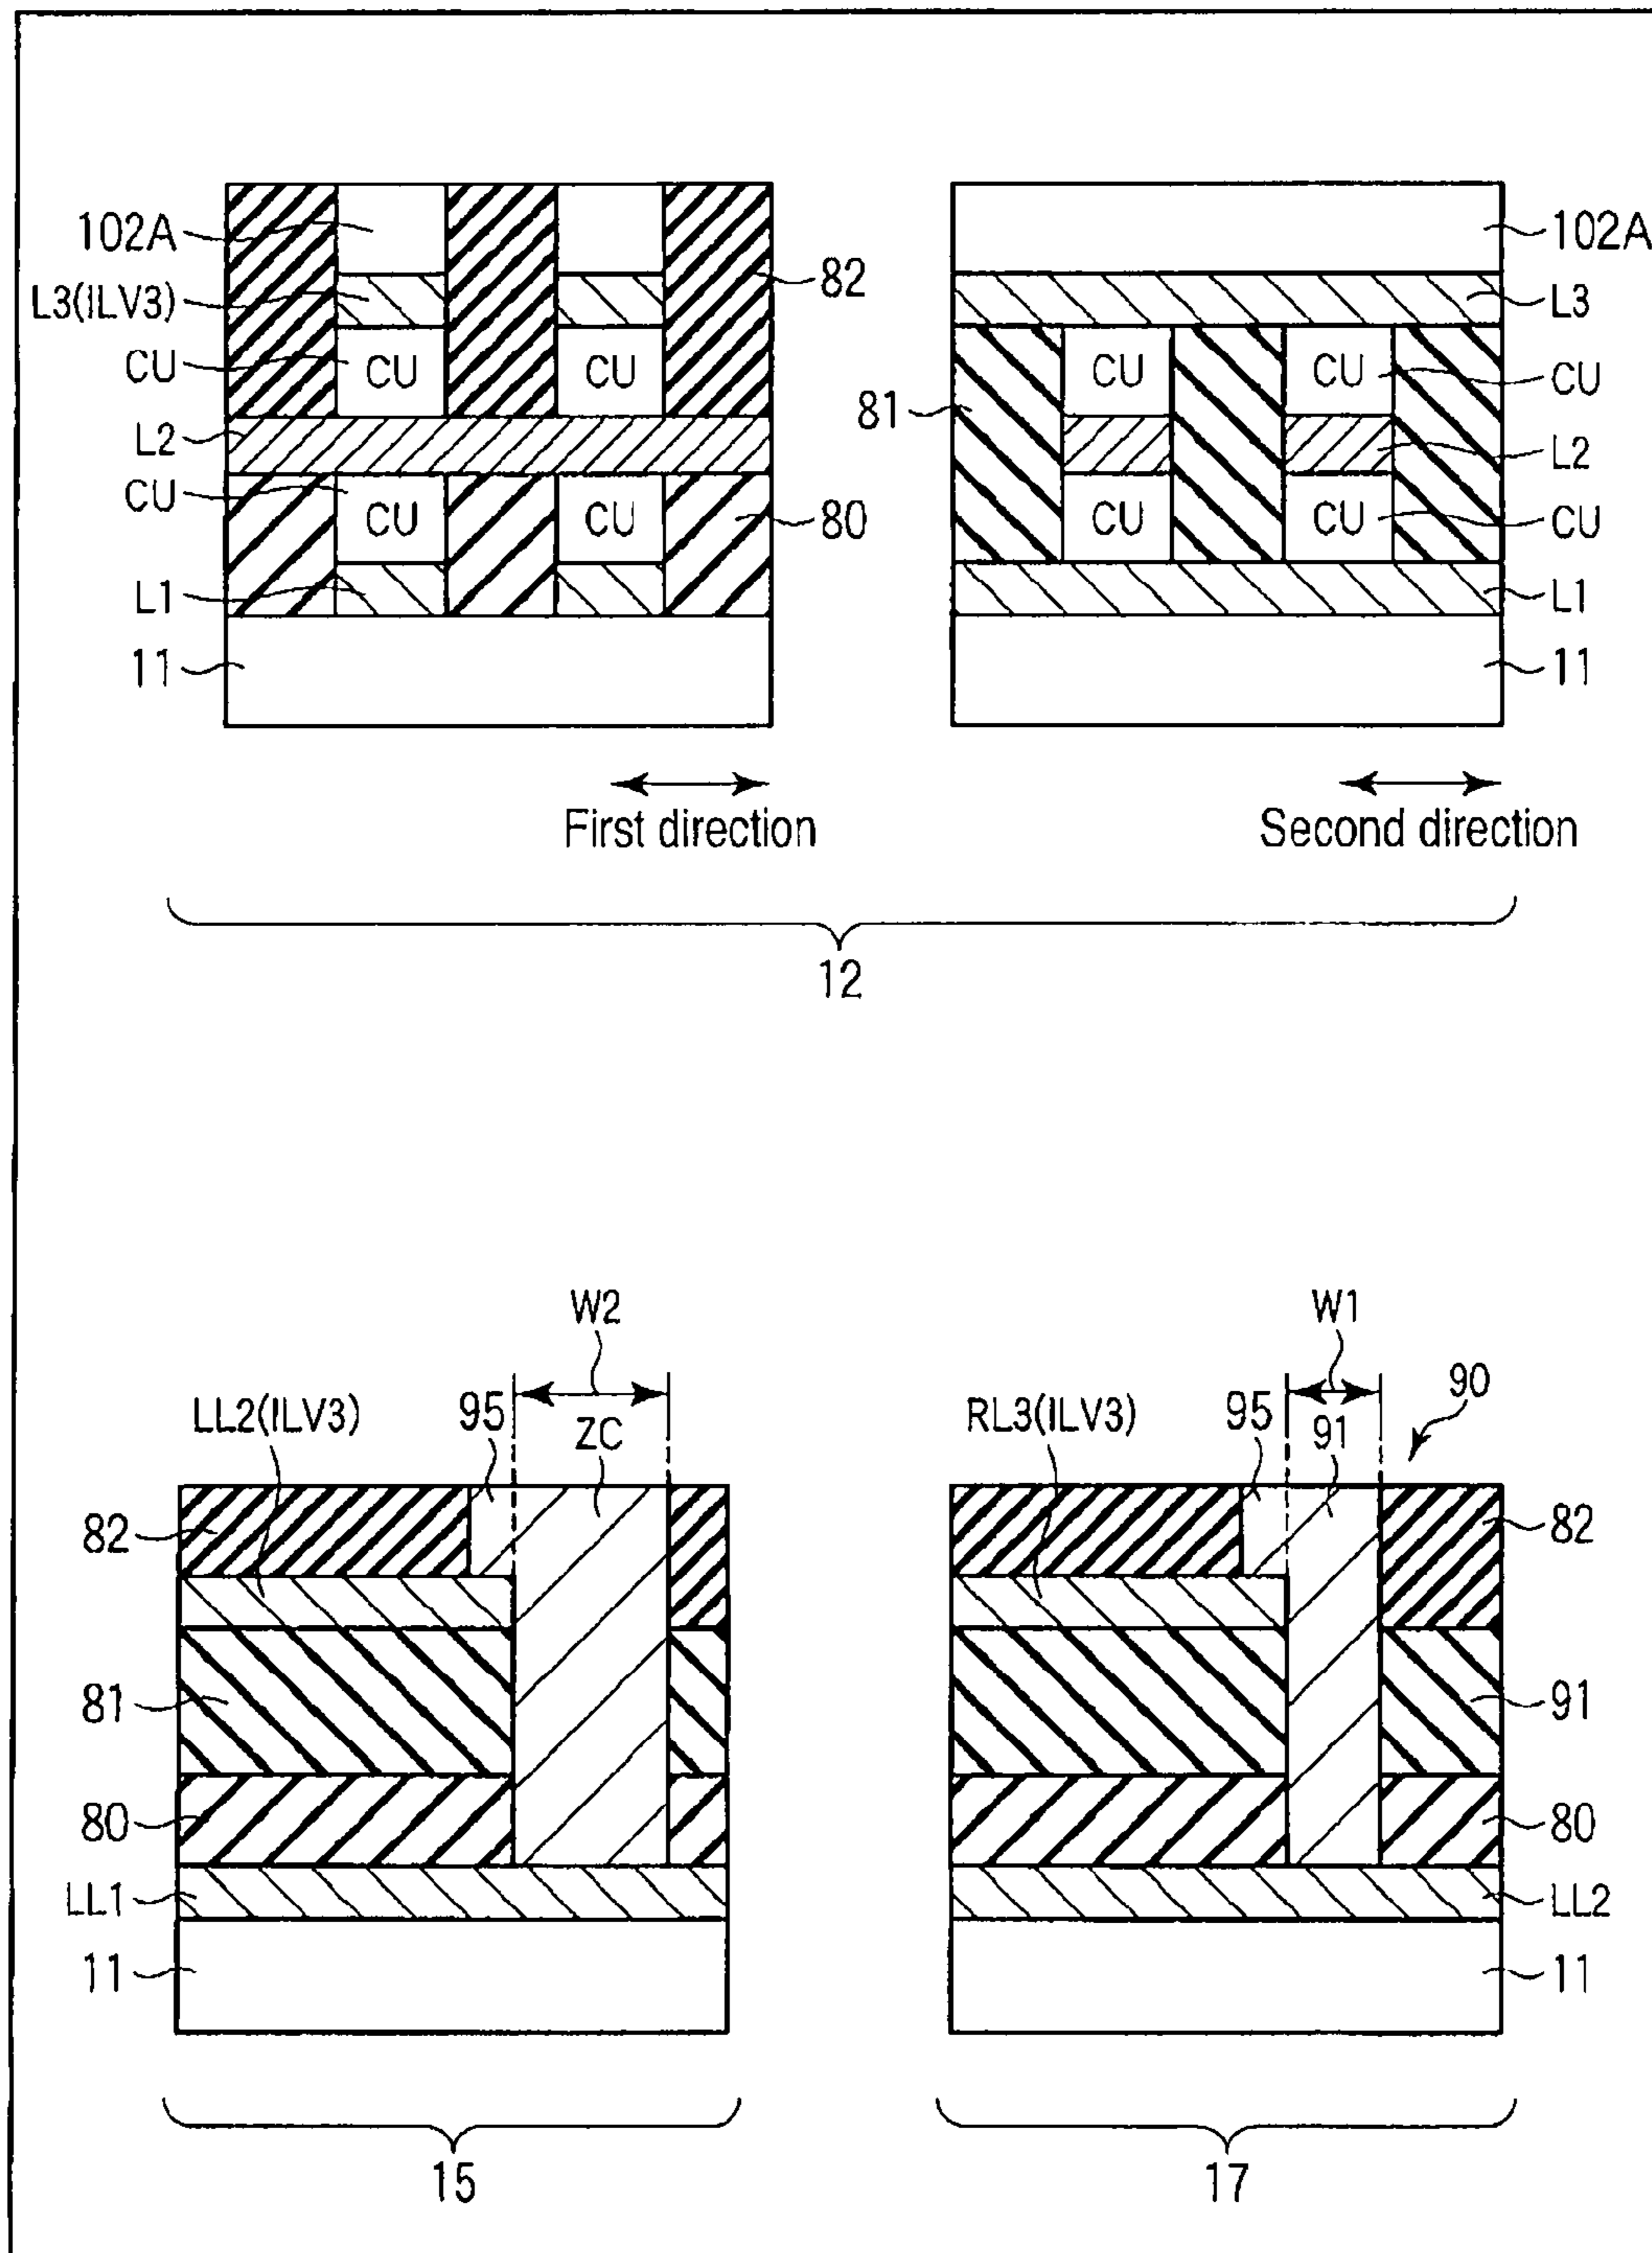 102A
L3(ILV3)
CU
L2
CU
L1
11
CU
CU
CU
CU
82
80
First direction
81
CU
CU
CU
CU
102A
L3
CU
L2
CU
L1
11
Second direction
12
W2
LL2(ILV3)
95
ZC
82
81
80
LL1
11
15
W1
RL3(ILV3)
95
91
90
82
91
80
LL2
11
17